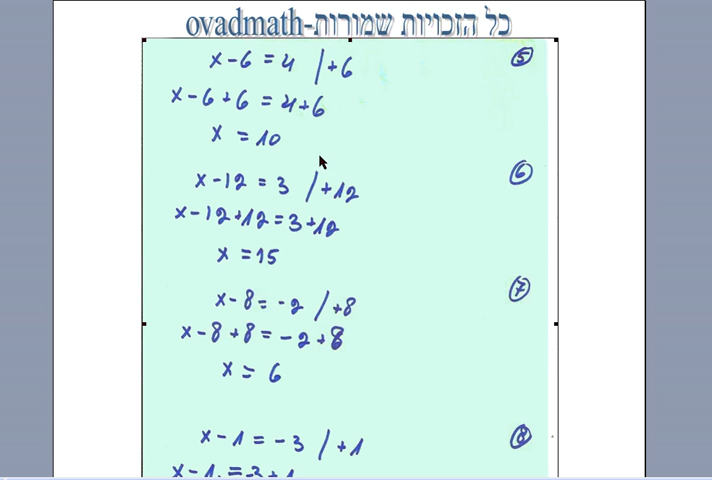 כל הזכויות שמורות-ovadmath
⑤ x-6=4 /+6
x-6+6=4+6
x=10
⑥ x-12=3 /+12
x-12+12=3+12
x=15
⑦ x-8=-2 /+8
x-8+8=-2+8
x=6
⑧ x-1=-3 /+1